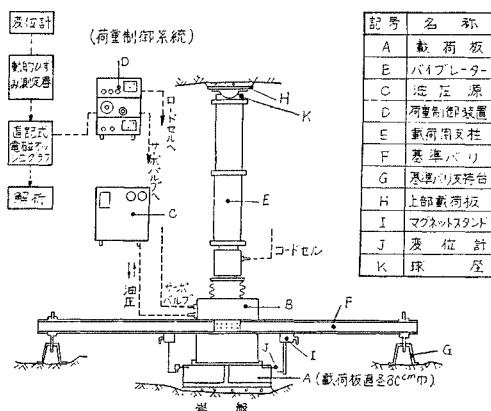 変位計
(荷重制御系統)
動的ひずみ測定器
直記式電磁オッシログラフ
解析
D
ロードセルへ
サーボバルブへ
C
油圧
サーボバルブ
H
K
E
ロードセル
B
F
I
J
G
A(載荷板直径80cmの)
岩盤
記号 名称
A 載荷板
E バイブレーター
C 油圧源
D 荷重制御装置
E 載荷用支柱
F 基準バリ
G 基準バリ支持台
H 上部載荷板
I マグネットスタンド
J 変位計
K 球座